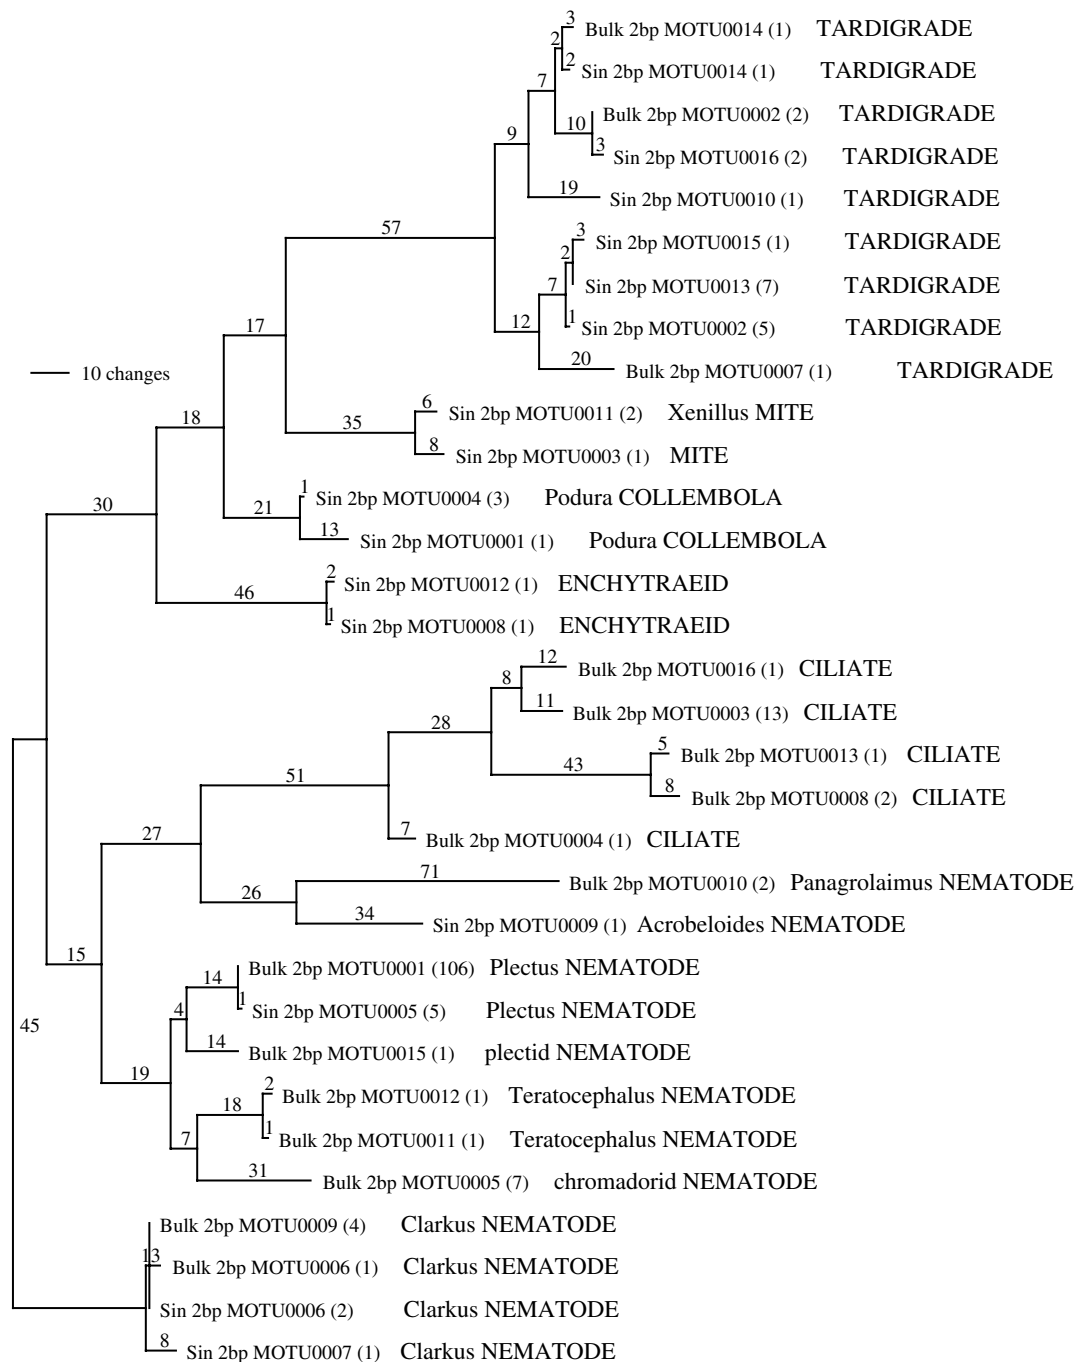 3
Bulk 2bp MOTU0014 (1) TARDIGRADE
2
2
Sin 2bp MOTU0014 (1) TARDIGRADE
7
Bulk 2bp MOTU0002 (2) TARDIGRADE
10
9
3
Sin 2bp MOTU0016 (2) TARDIGRADE
19
Sin 2bp MOTU0010 (1) TARDIGRADE
57
3
Sin 2bp MOTU0015 (1) TARDIGRADE
2
7
Sin 2bp MOTU0013 (7) TARDIGRADE
12
1
Sin 2bp MOTU0002 (5) TARDIGRADE
17
20
Bulk 2bp MOTU0007 (1) TARDIGRADE
10 changes
6
Sin 2bp MOTU0011 (2) Xenillus MITE
18
35
8
Sin 2bp MOTU0003 (1) MITE
1
Sin 2bp MOTU0004 (3) Podura COLLEMBOLA
30
21
13
Sin 2bp MOTU0001 (1) Podura COLLEMBOLA
2
Sin 2bp MOTU0012 (1) ENCHYTRAEID
46
1
Sin 2bp MOTU0008 (1) ENCHYTRAEID
12
Bulk 2bp MOTU0016 (1) CILIATE
8
11
Bulk 2bp MOTU0003 (13) CILIATE
28
5
Bulk 2bp MOTU0013 (1) CILIATE
43
51
8
Bulk 2bp MOTU0008 (2) CILIATE
27
7
Bulk 2bp MOTU0004 (1) CILIATE
71
Bulk 2bp MOTU0010 (2) Panagrolaimus NEMATODE
26
34
Sin 2bp MOTU0009 (1) Acrobeloides NEMATODE
15
14
Bulk 2bp MOTU0001 (106) Plectus NEMATODE
1
Sin 2bp MOTU0005 (5) Plectus NEMATODE
4
45
14
Bulk 2bp MOTU0015 (1) plectid NEMATODE
19
2
Bulk 2bp MOTU0012 (1) Teratocephalus NEMATODE
18
1
Bulk 2bp MOTU0011 (1) Teratocephalus NEMATODE
7
31
Bulk 2bp MOTU0005 (7) chromadorid NEMATODE
Bulk 2bp MOTU0009 (4) Clarkus NEMATODE
13
Bulk 2bp MOTU0006 (1) Clarkus NEMATODE
Sin 2bp MOTU0006 (2) Clarkus NEMATODE
8
Sin 2bp MOTU0007 (1) Clarkus NEMATODE